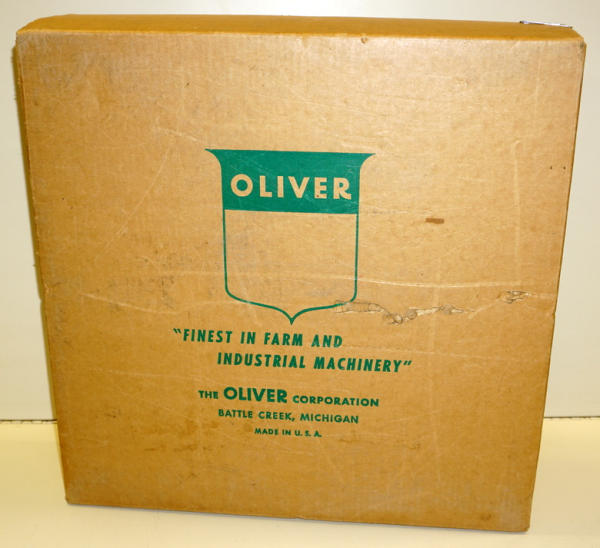 OLIVER
"FINEST IN FARM AND
INDUSTRIAL MACHINERY"
THE OLIVER CORPORATION
BATTLE CREEK, MICHIGAN
MADE IN U. S. A.